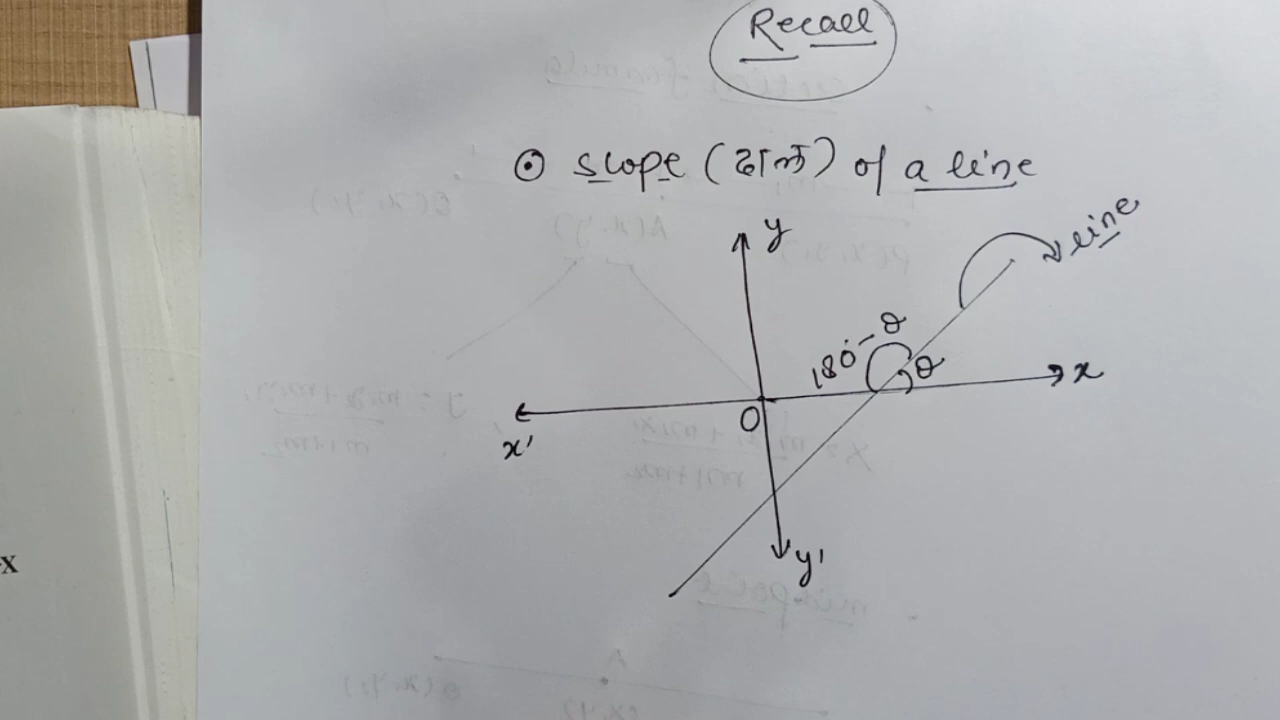 Recall
⊙ slope (ढाल) of a line
y
line
180°-θ
θ
x
O
x'
y'
X